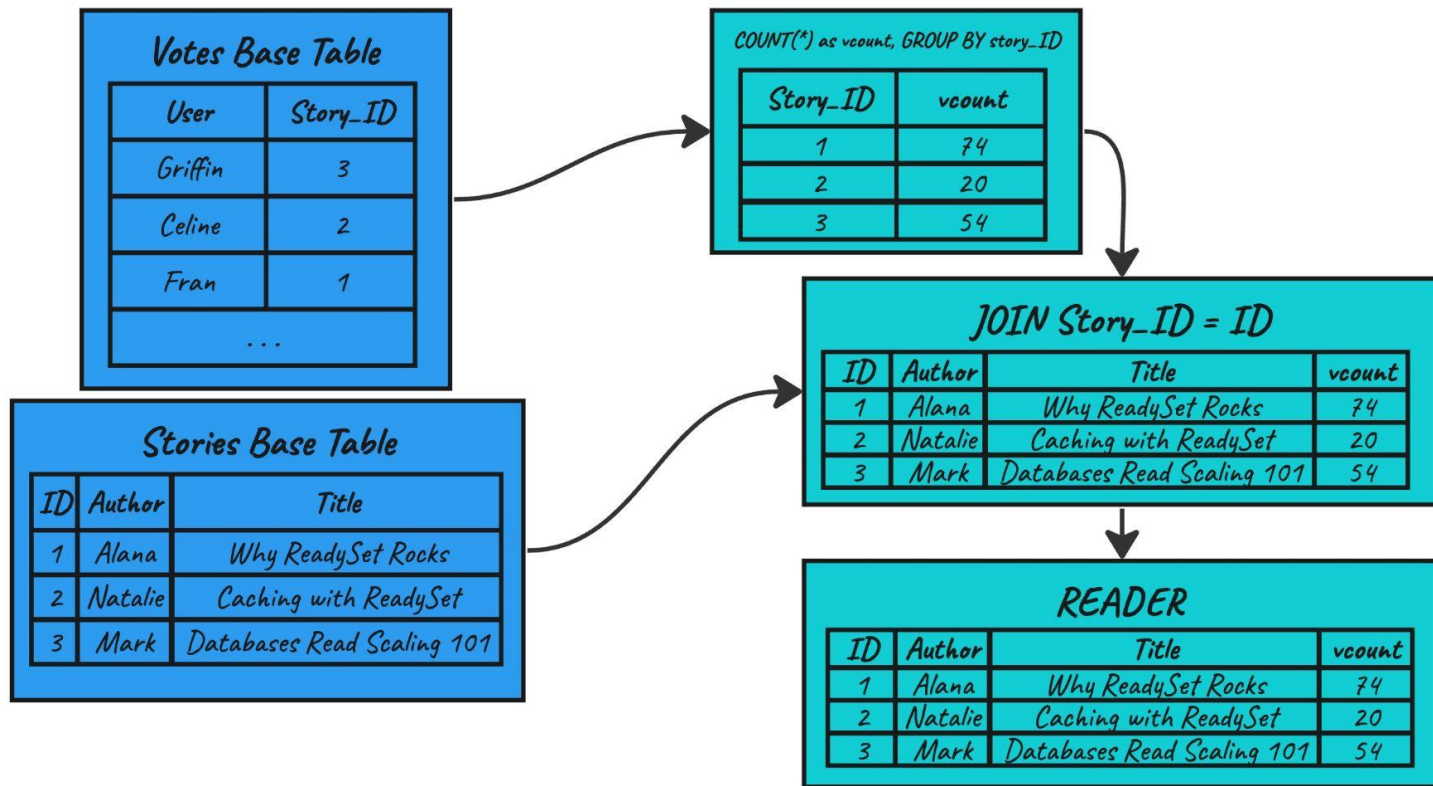 Votes Base Table
User Story_ID
Griffin 3
Celine 2
Fran 1
...
Stories Base Table
ID Author Title
1 Alana Why ReadySet Rocks
2 Natalie Caching with ReadySet
3 Mark Databases Read Scaling 101
COUNT(*) as vcount, GROUP BY story_ID
Story_ID vcount
1 74
2 20
3 54
JOIN Story_ID = ID
ID Author Title vcount
1 Alana Why ReadySet Rocks 74
2 Natalie Caching with ReadySet 20
3 Mark Databases Read Scaling 101 54
READER
ID Author Title vcount
1 Alana Why ReadySet Rocks 74
2 Natalie Caching with ReadySet 20
3 Mark Databases Read Scaling 101 54